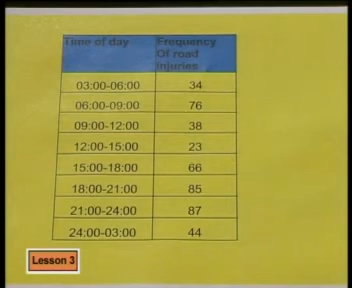 Time of day Frequency
Of road
injuries
03:00-06:00 34
06:00-09:00 76
09:00-12:00 38
12:00-15:00 23
15:00-18:00 66
18:00-21:00 85
21:00-24:00 87
24:00-03:00 44
Lesson 3